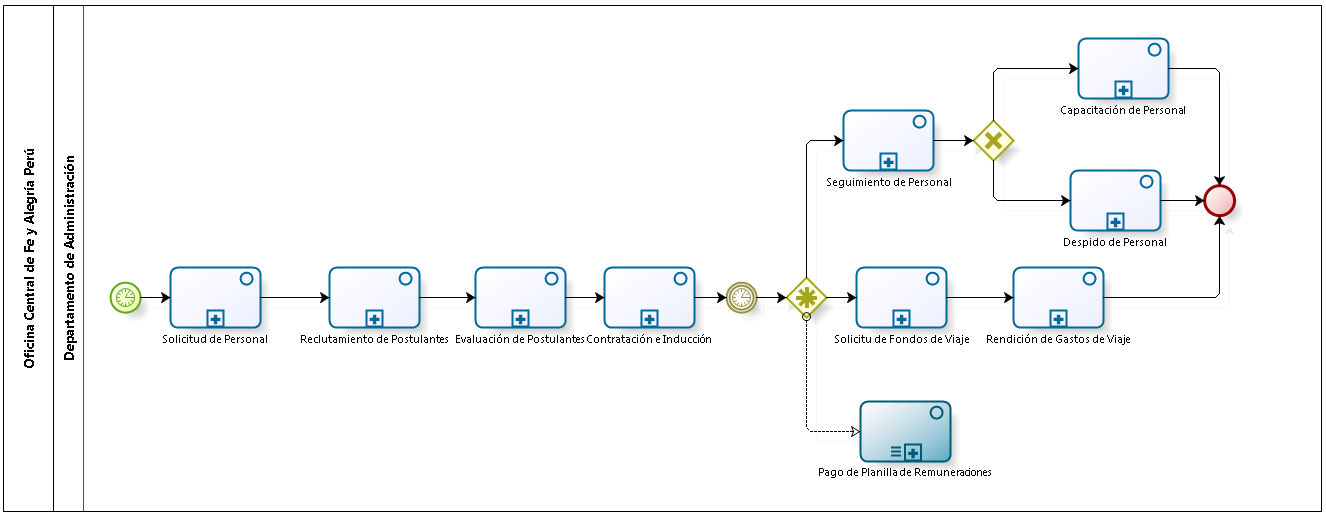 Oficina Central de Fe y Alegría Perú
Departamento de Administración
Capacitación de Personal
Seguimiento de Personal
Despido de Personal
Solicitud de Personal
Reclutamiento de Postulantes
Evaluación de Postulantes
Contratación e Inducción
Solicitu de Fondos de Viaje
Rendición de Gastos de Viaje
Pago de Planilla de Remuneraciones